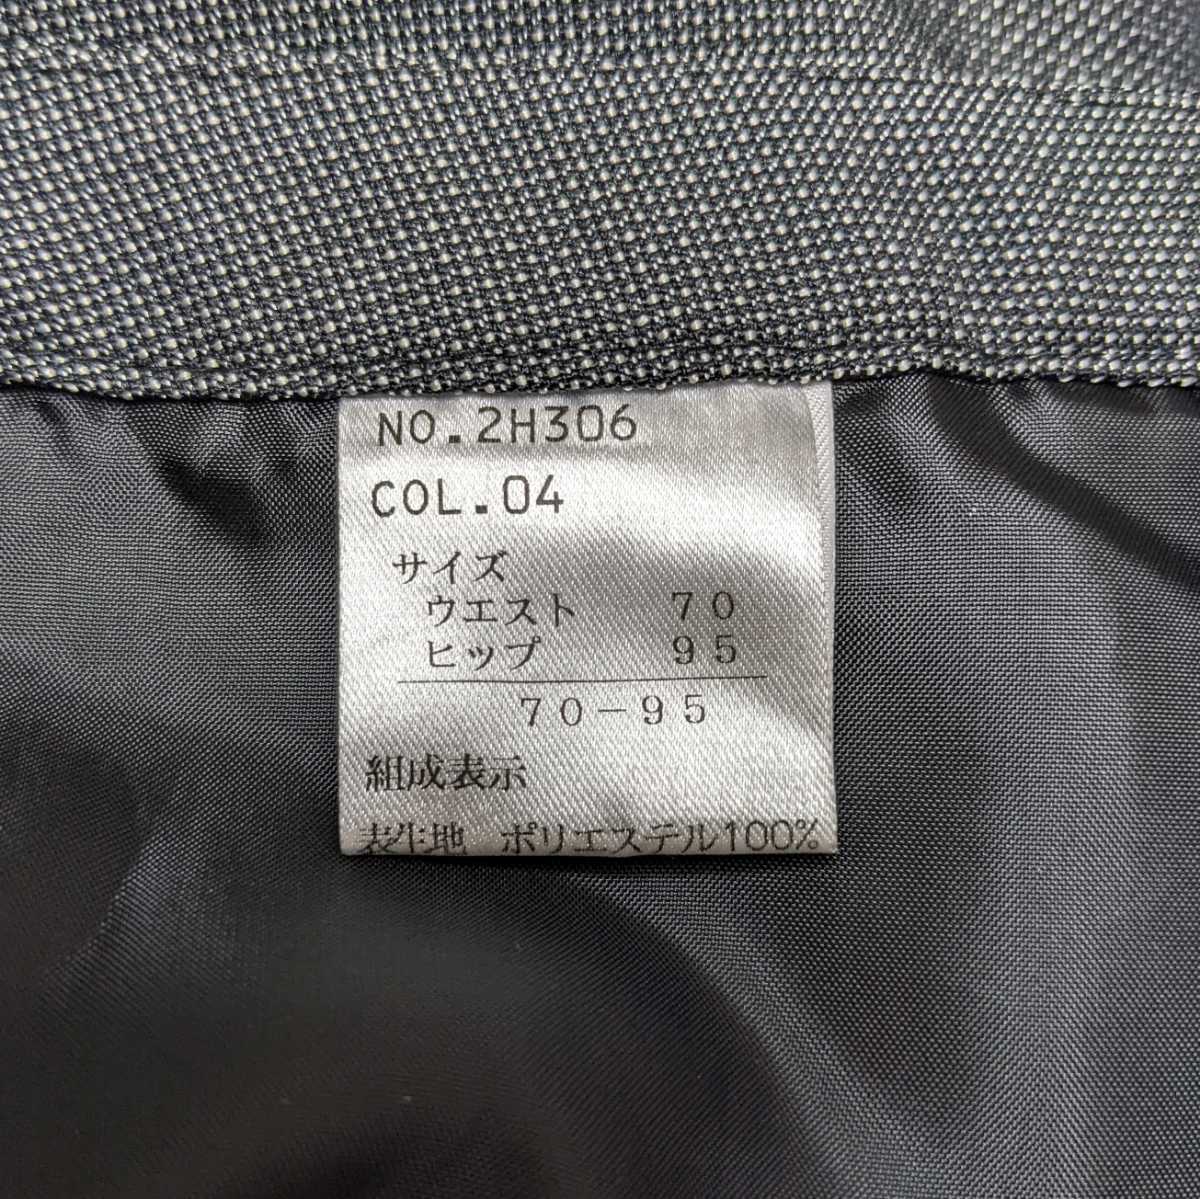 NO.2H306
COL.04
サイズ
ウエスト 70
ヒップ 95
70-95
組成表示
表生地 ポリエステル100%